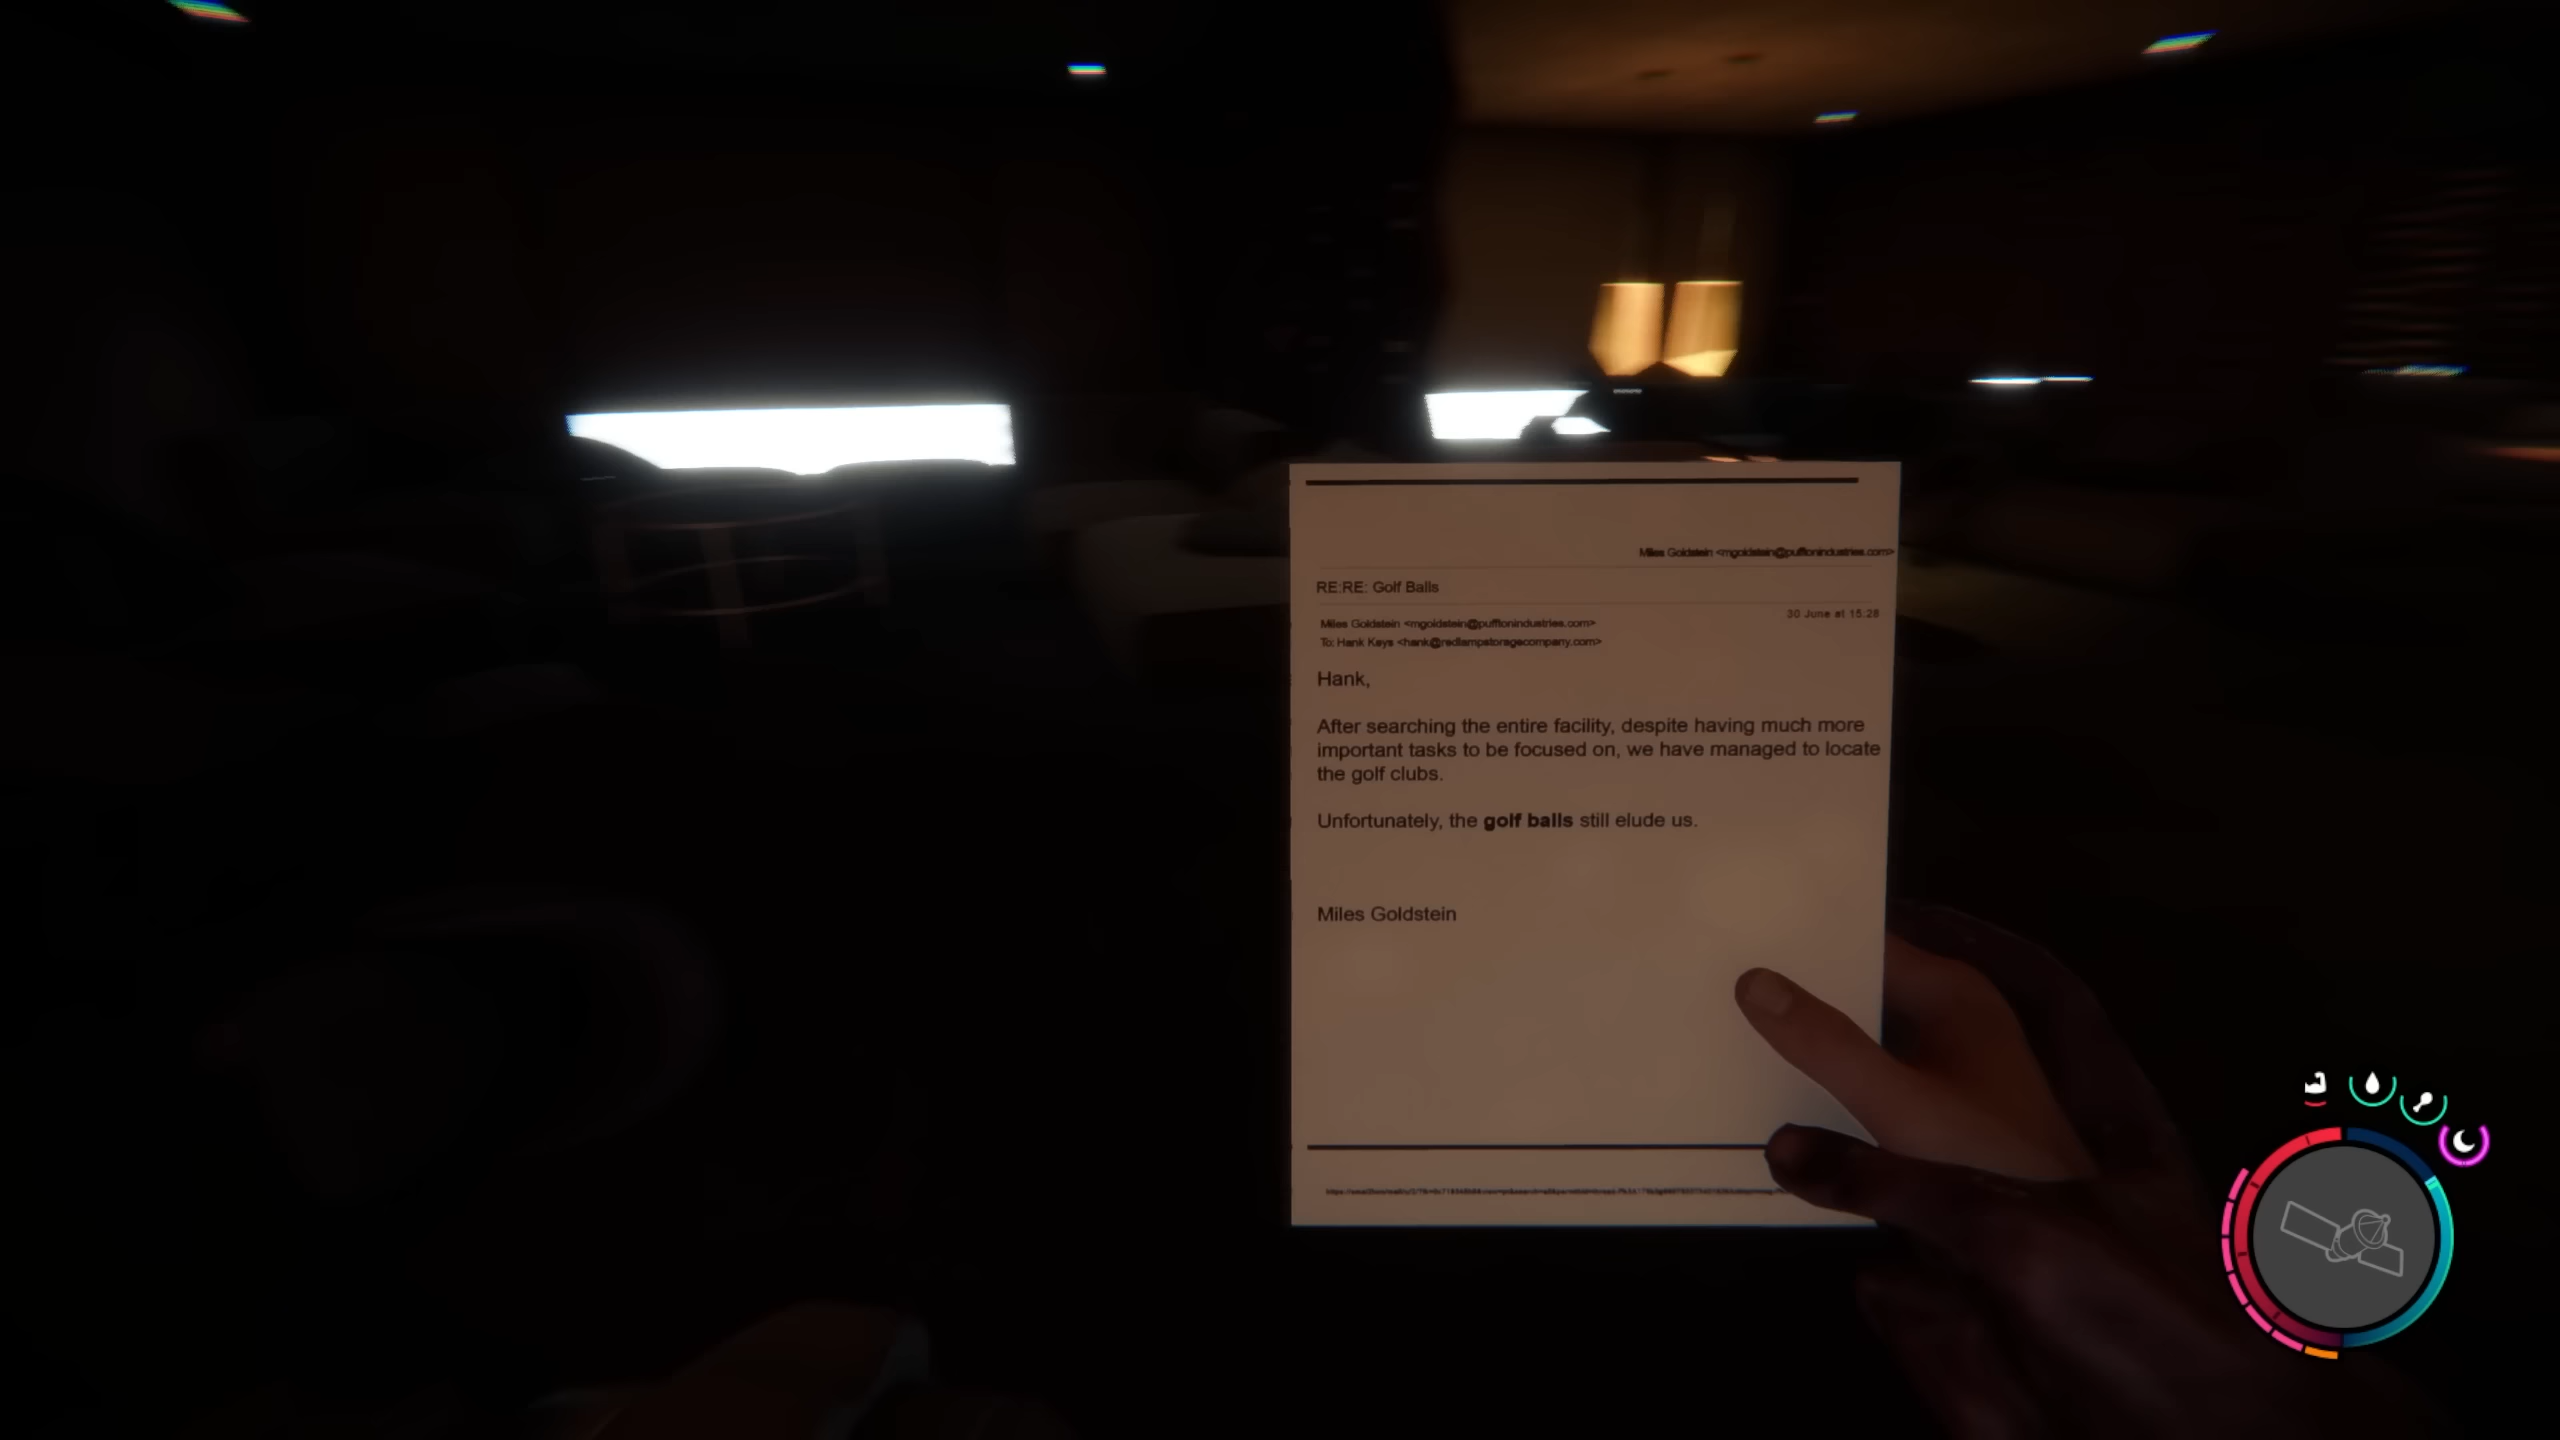 Miles Goldstein <mgoldstein@pufftonindustries.com>
RE:RE: Golf Balls
30 June at 15:28
Miles Goldstein <mgoldstein@pufftonindustries.com>
To: Hank Keys <hank@redlampstoragecompany.com>
Hank,
After searching the entire facility, despite having much more
important tasks to be focused on, we have managed to locate
the golf clubs.
Unfortunately, the golf balls still elude us.
Miles Goldstein